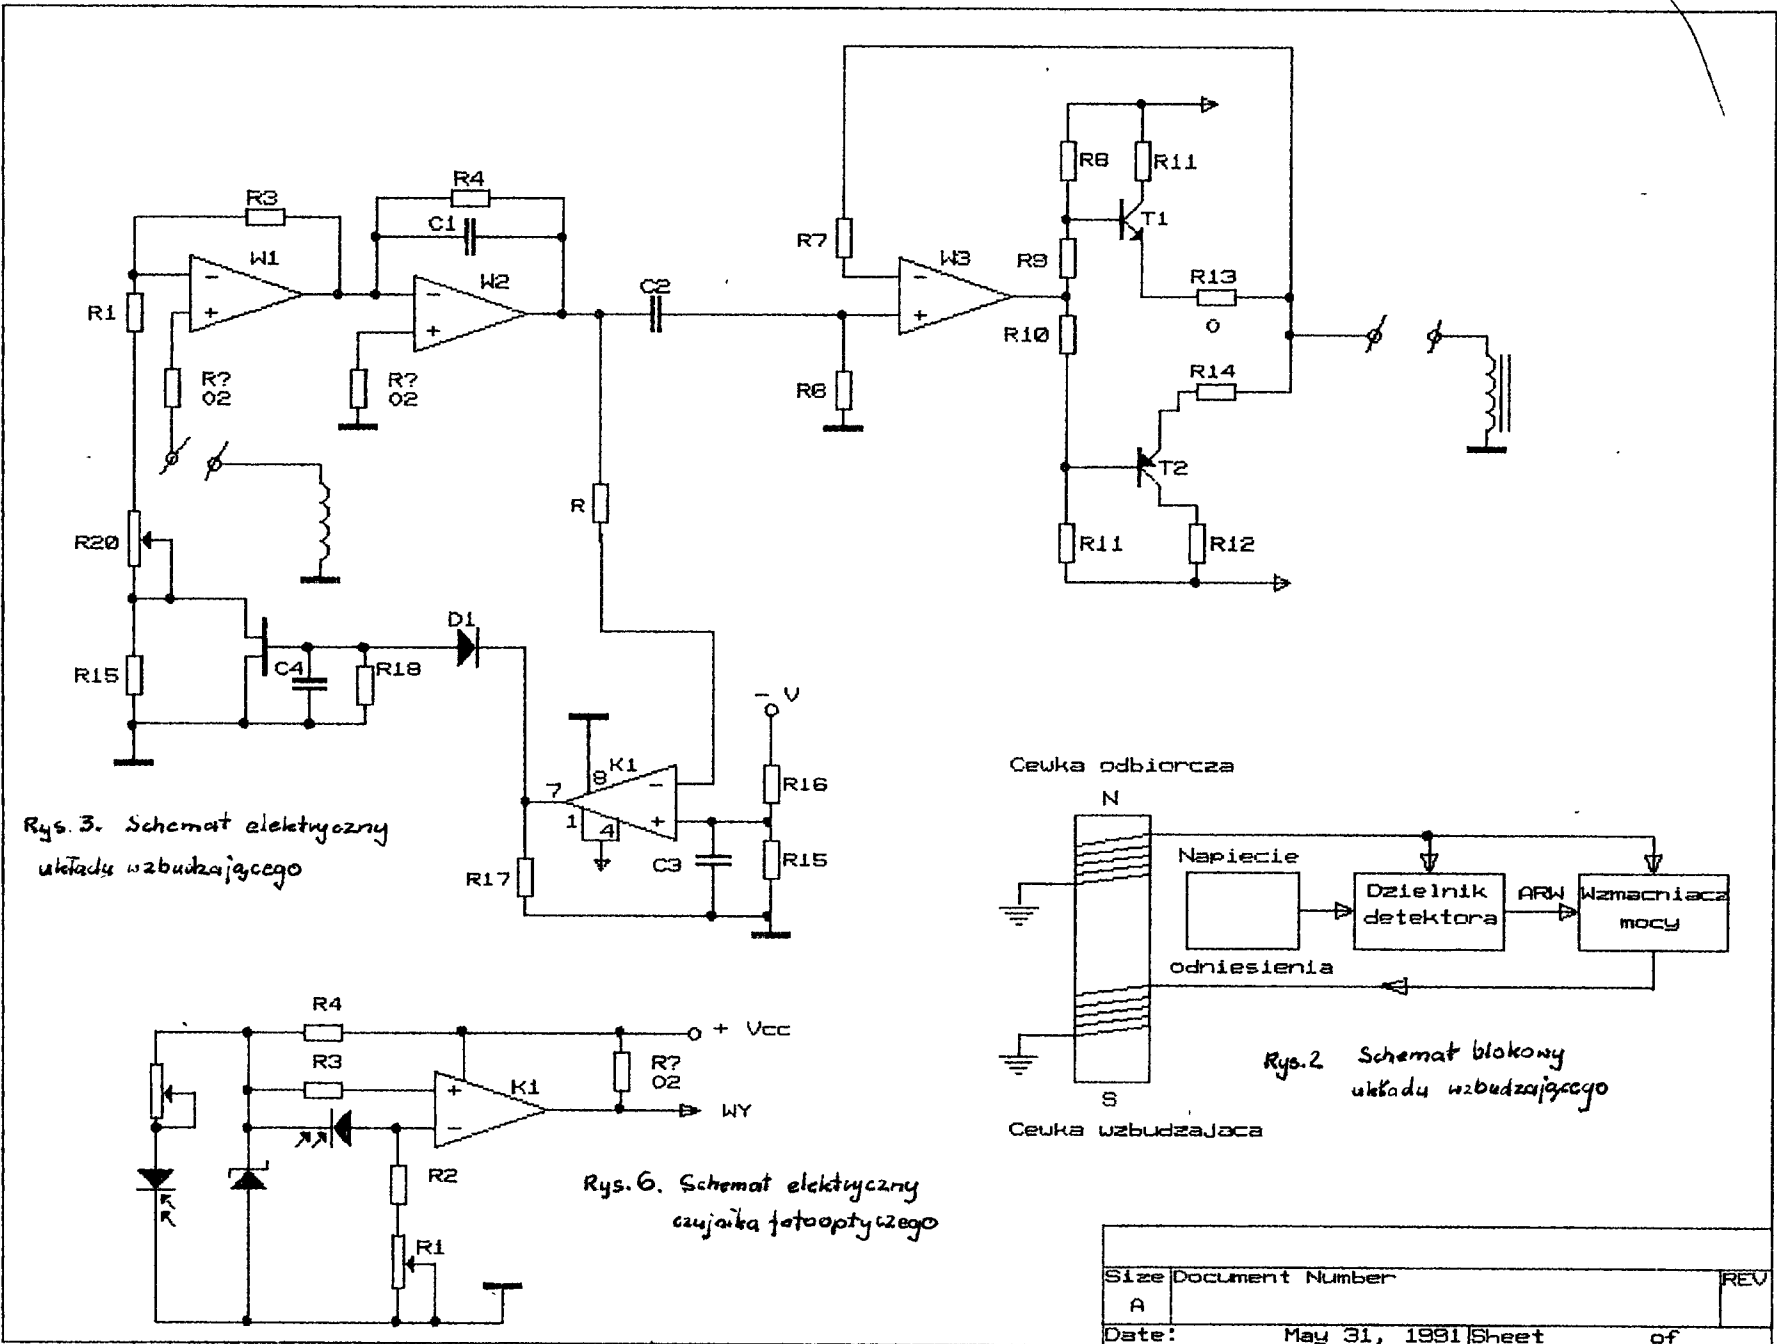 R3
R4
C1
W1
W2
R1
R?
O2
R?
O2
C2
R7
W3
R6
R8
R11
T1
R9
R13
O
R10
R14
T2
R11
R12
R20
R
R15
C4
R18
D1
- V
K1
8
7
1
4
R16
C3
R15
R17
Rys. 3. Schemat elektryczny
układu wzbudzającego
Cewka odbiorcza
N
Napiecie
odniesienia
Dzielnik
detektora
ARW
Wzmacniacz
mocy
S
Cewka wzbudzajaca
Rys.2 Schemat blokowy
układu wzbudzającego
R4
+ Vcc
R3
R?
O2
K1
WY
R2
R1
Rys. 6. Schemat elektryczny
czujnika fotooptycznego
Size
Document Number
REV
A
Date: May 31, 1991
Sheet of